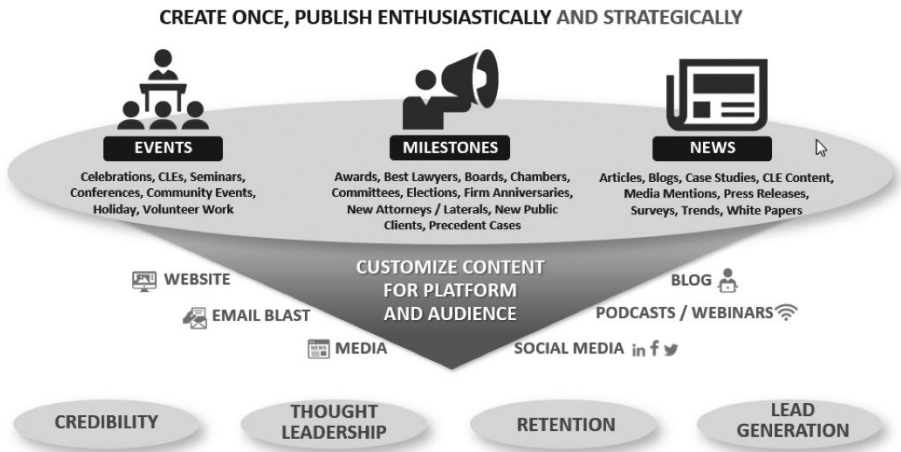 CREATE ONCE, PUBLISH ENTHUSIASTICALLY AND STRATEGICALLY
EVENTS
Celebrations, CLEs, Seminars,
Conferences, Community Events,
Holiday, Volunteer Work
MILESTONES
Awards, Best Lawyers, Boards, Chambers,
Committees, Elections, Firm Anniversaries,
New Attorneys / Laterals, New Public
Clients, Precedent Cases
NEWS
Articles, Blogs, Case Studies, CLE Content,
Media Mentions, Press Releases,
Surveys, Trends, White Papers
CUSTOMIZE CONTENT
FOR PLATFORM
AND AUDIENCE
WEBSITE
EMAIL BLAST
NEWS
MEDIA
BLOG
PODCASTS / WEBINARS
SOCIAL MEDIA in f
CREDIBILITY
THOUGHT
LEADERSHIP
RETENTION
LEAD
GENERATION